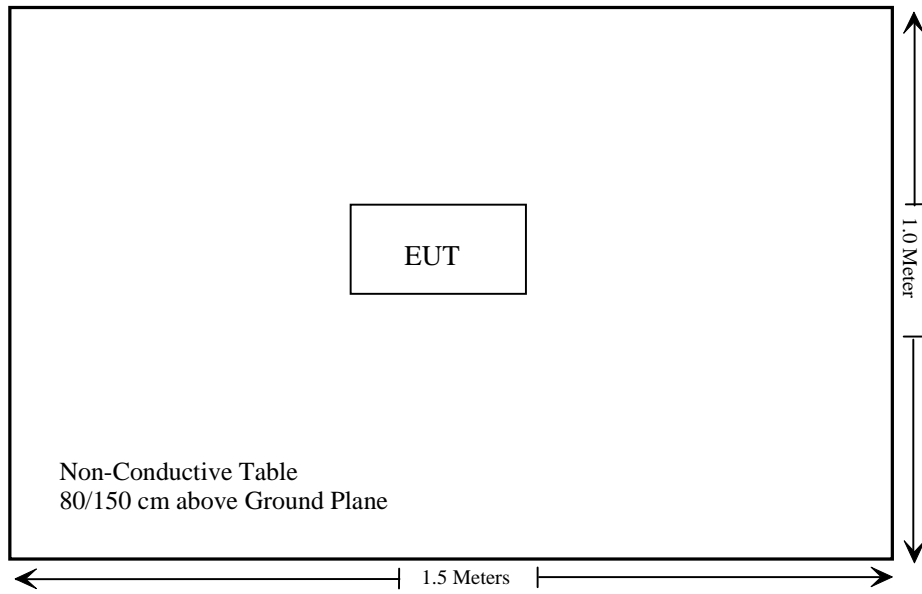 EUT
1.0 Meter
Non-Conductive Table
80/150 cm above Ground Plane
1.5 Meters